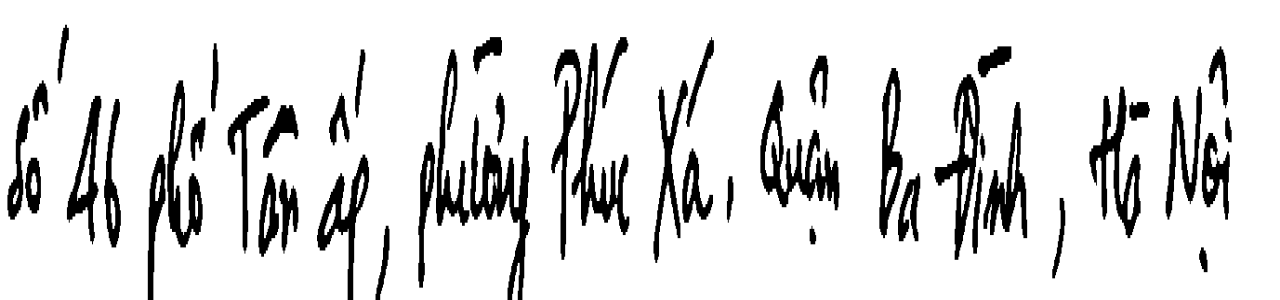 Số 46 phố Tân ấp, phường Phúc Xá, Quận Ba Đình, Hà Nội